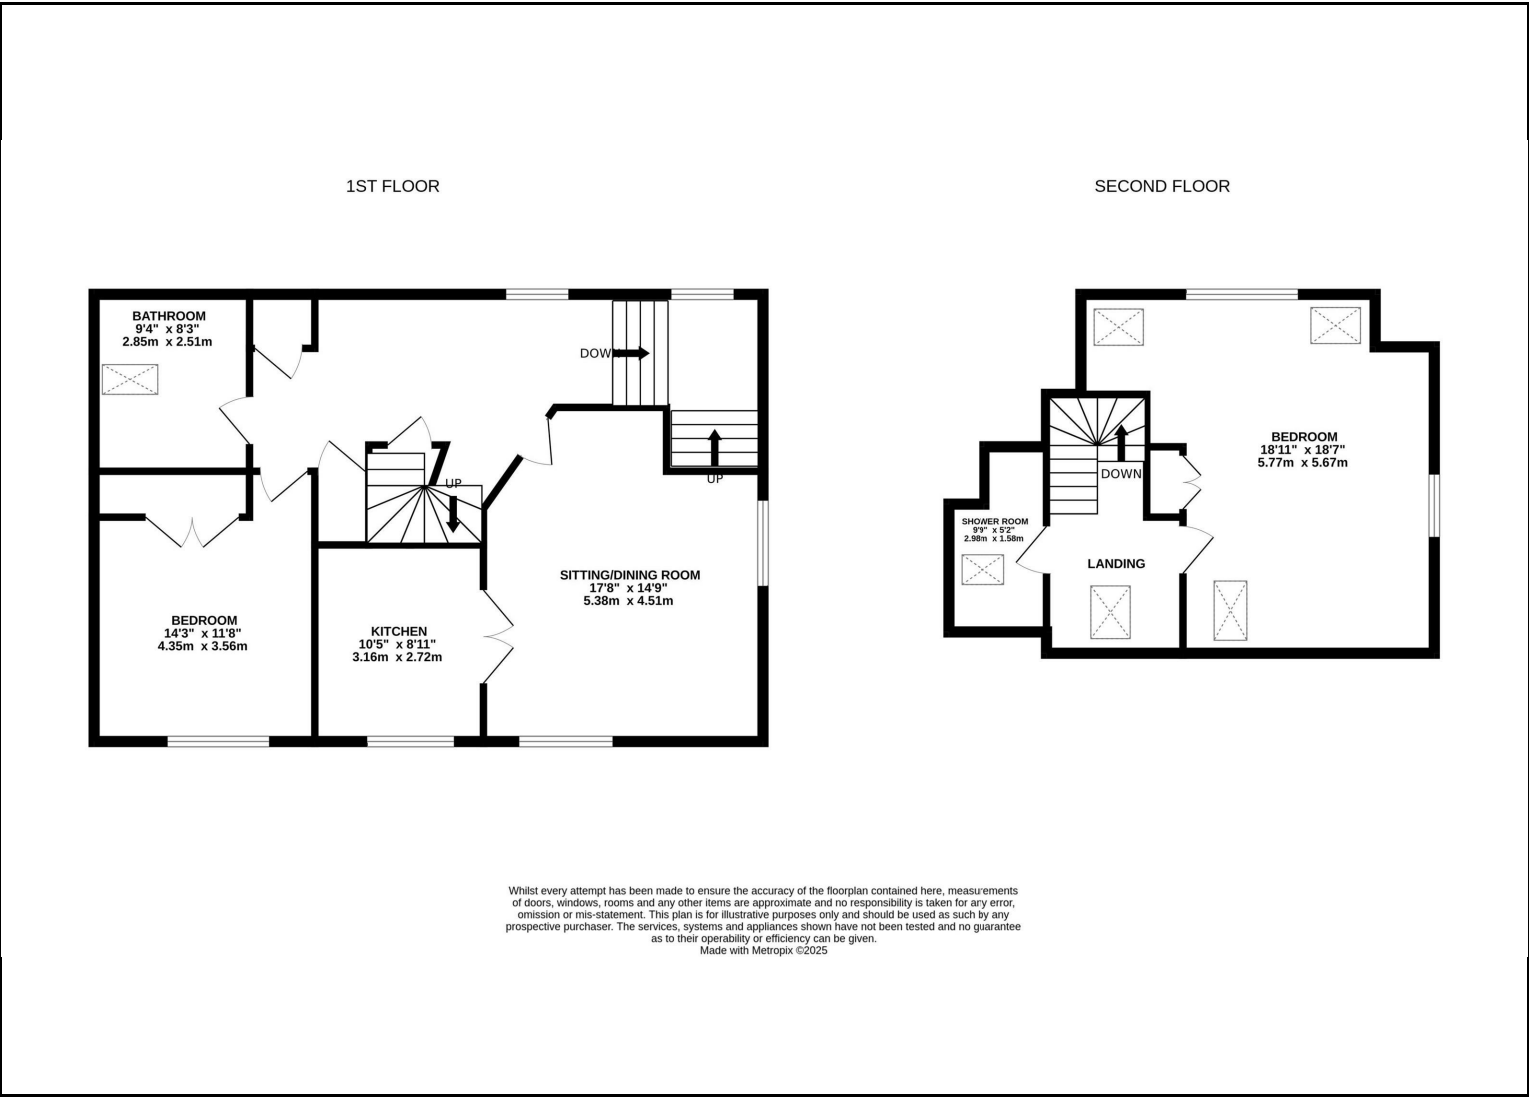 1ST FLOOR
SECOND FLOOR
BATHROOM
9'4" x 8'3"
2.85m x 2.51m
DOWN
UP
UP
BEDROOM
14'3" x 11'8"
4.35m x 3.56m
KITCHEN
10'5" x 8'11"
3.16m x 2.72m
SITTING/DINING ROOM
17'8" x 14'9"
5.38m x 4.51m
BEDROOM
18'11" x 18'7"
5.77m x 5.67m
DOWN
SHOWER ROOM
9'9" x 5'2"
2.98m x 1.58m
LANDING
Whilst every attempt has been made to ensure the accuracy of the floorplan contained here, measurements
of doors, windows, rooms and any other items are approximate and no responsibility is taken for any error,
omission or mis-statement. This plan is for illustrative purposes only and should be used as such by any
prospective purchaser. The services, systems and appliances shown have not been tested and no guarantee
as to their operability or efficiency can be given.
Made with Metropix ©2025